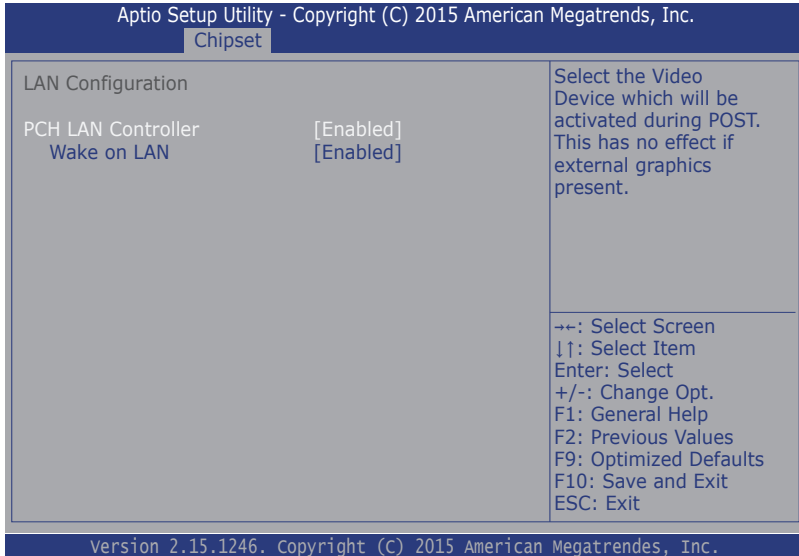 Aptio Setup Utility - Copyright (C) 2015 American Megatrends, Inc.
Chipset
LAN Configuration
PCH LAN Controller [Enabled]
Wake on LAN [Enabled]
Select the Video
Device which will be
activated during POST.
This has no effect if
external graphics
present.
→←: Select Screen
↓↑: Select Item
Enter: Select
+/-: Change Opt.
F1: General Help
F2: Previous Values
F9: Optimized Defaults
F10: Save and Exit
ESC: Exit
Version 2.15.1246. Copyright (C) 2015 American Megatrendes, Inc.